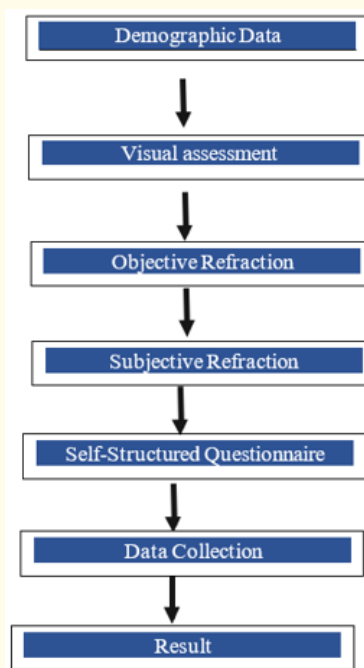 Demographic Data
Visual assessment
Objective Refraction
Subjective Refraction
Self-Structured Questionnaire
Data Collection
Result